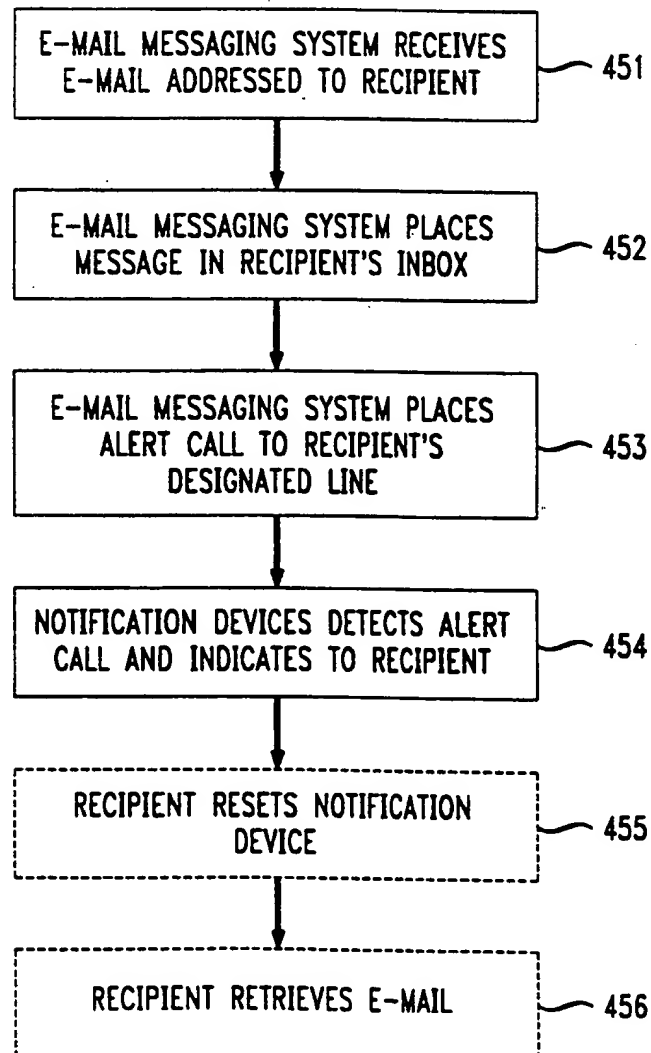 E-MAIL MESSAGING SYSTEM RECEIVES
E-MAIL ADDRESSED TO RECIPIENT
451
E-MAIL MESSAGING SYSTEM PLACES
MESSAGE IN RECIPIENT'S INBOX
452
E-MAIL MESSAGING SYSTEM PLACES
ALERT CALL TO RECIPIENT'S
DESIGNATED LINE
453
NOTIFICATION DEVICES DETECTS ALERT
CALL AND INDICATES TO RECIPIENT
454
RECIPIENT RESETS NOTIFICATION
DEVICE
455
RECIPIENT RETRIEVES E-MAIL
456